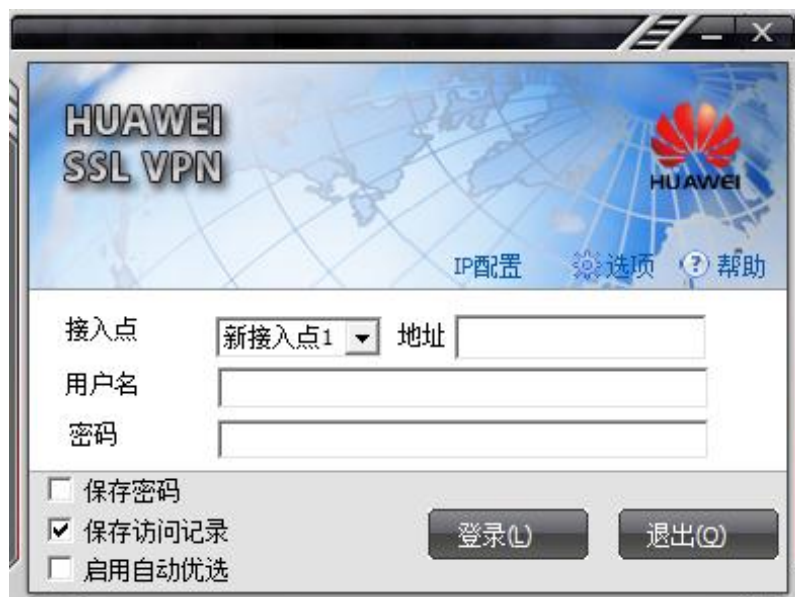 HUAWEI
SSL VPN
HUAWEI
IP配置 选项 ? 帮助
接入点 新接入点1 地址
用户名
密码
保存密码
保存访问记录
启用自动优选
登录(L) 退出(Q)